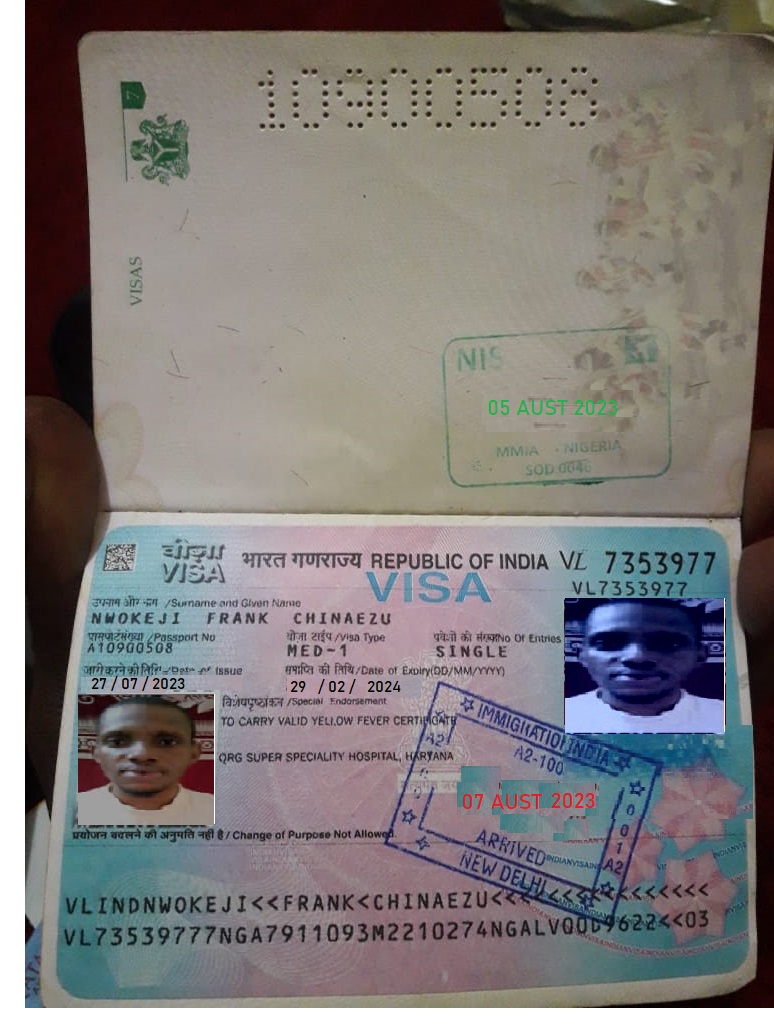 7
10900508
VISAS
NIS
05 AUST 2023
MMIA - NIGERIA
SOD 0046
वीज़ा
VISA
भारत गणराज्य REPUBLIC OF INDIA VL 7353977
VISA
VL7353977
उपनाम और नाम /Surname and Given Name
NWOKEJI FRANK CHINAEZU
पासपोर्ट संख्या /Passport No
वीज़ा टाईप /Visa Type
प्रवेशों की संख्या/No Of Entries
A10900508
MED-1
SINGLE
जारी करने की तिथि /Date of Issue
समाप्ति की तिथि/Date of Expiry(DD/MM/YYYY)
27/07/2023
29 /02/ 2024
विशेषपृष्ठांकन /Special Endorsement
TO CARRY VALID YELLOW FEVER CERTIFICATE
QRG SUPER SPECIALITY HOSPITAL, HARYANA
IMMIGRATION INDIA
A2-100
A2
07 AUST 2023
001
A2
ARRIVED
NEW DELHI
प्रयोजन बदलने की अनुमति नहीं है / Change of Purpose Not Allowed.
VLINDNWOKEJI<<FRANK<CHINAEZU<<<<<<<<<<<<<<<<
VL73539777NGA7911093M2210274NGALV00D9622<<03